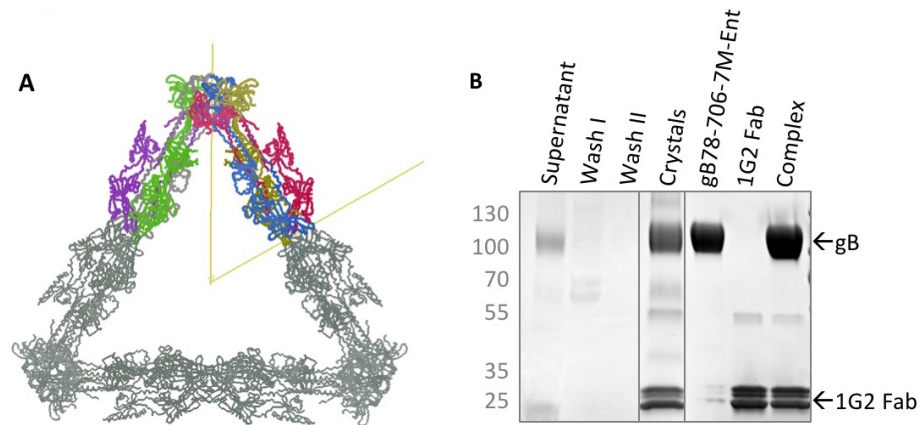 A
B
Supernatant
Wash I
Wash II
Crystals
gB78-706-7M-Ent
1G2 Fab
Complex
130
100
70
55
35
25
←gB
←1G2 Fab